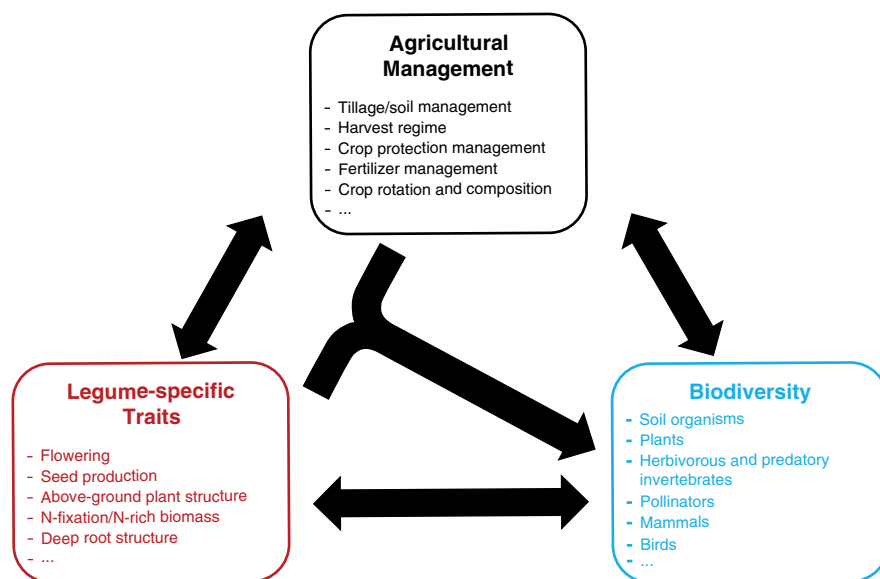 Agricultural
Management
- Tillage/soil management
- Harvest regime
- Crop protection management
- Fertilizer management
- Crop rotation and composition
- ...
Legume-specific
Traits
- Flowering
- Seed production
- Above-ground plant structure
- N-fixation/N-rich biomass
- Deep root structure
- ...
Biodiversity
- Soil organisms
- Plants
- Herbivorous and predatory
invertebrates
- Pollinators
- Mammals
- Birds
- ...